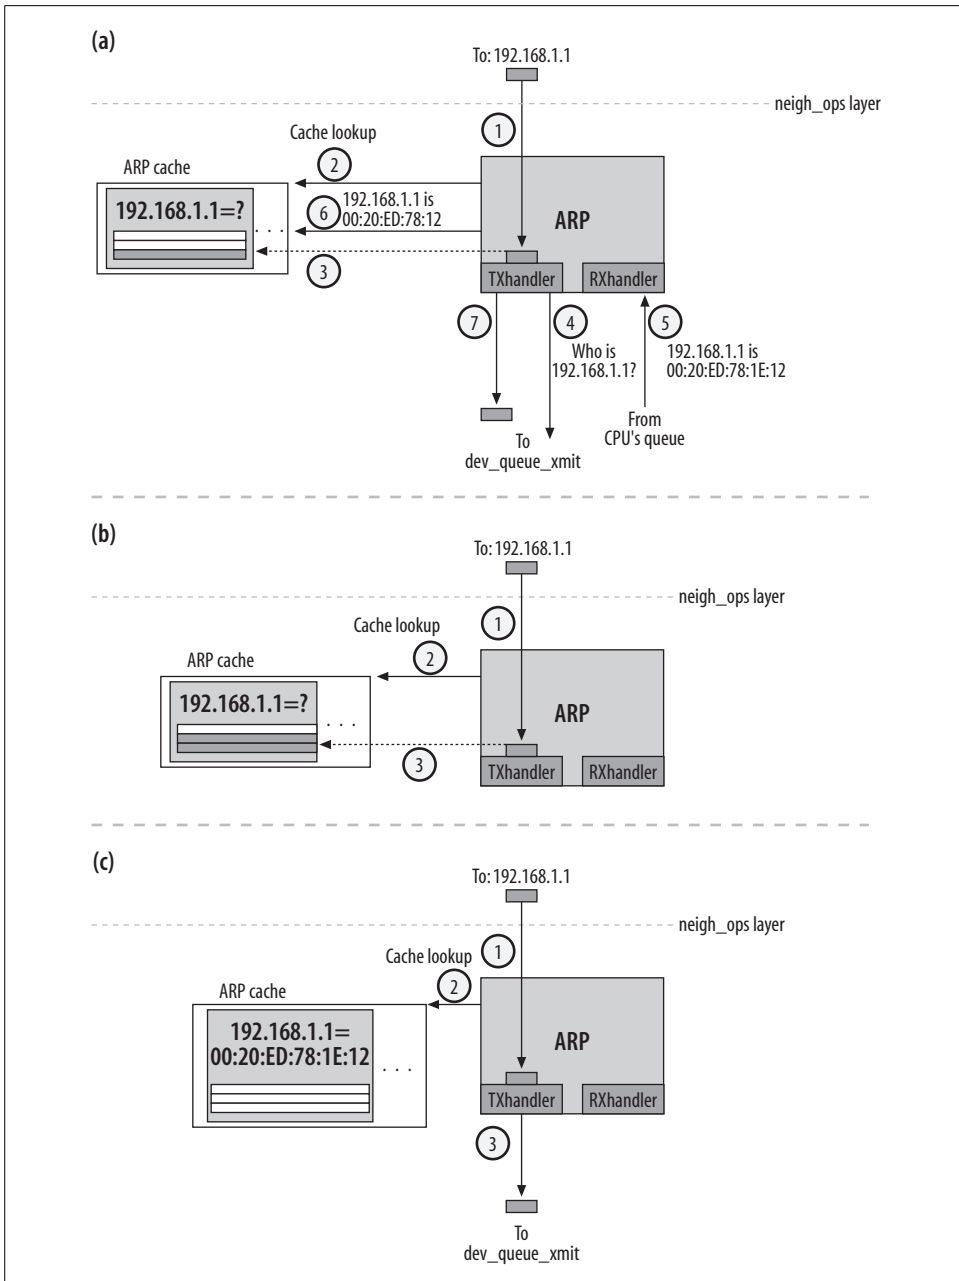 (a)
To: 192.168.1.1
neigh_ops layer
1
Cache lookup
2
ARP cache
192.168.1.1=?
. . .
192.168.1.1 is
6
00:20:ED:78:12
ARP
3
TXhandler
RXhandler
7
4
5
Who is
192.168.1.1?
192.168.1.1 is
00:20:ED:78:1E:12
From
CPU's queue
To
dev_queue_xmit
(b)
To: 192.168.1.1
neigh_ops layer
1
Cache lookup
2
ARP cache
192.168.1.1=?
. . .
ARP
3
TXhandler
RXhandler
(c)
To: 192.168.1.1
neigh_ops layer
1
Cache lookup
2
ARP cache
192.168.1.1=
00:20:ED:78:1E:12
. . .
ARP
TXhandler
RXhandler
3
To
dev_queue_xmit